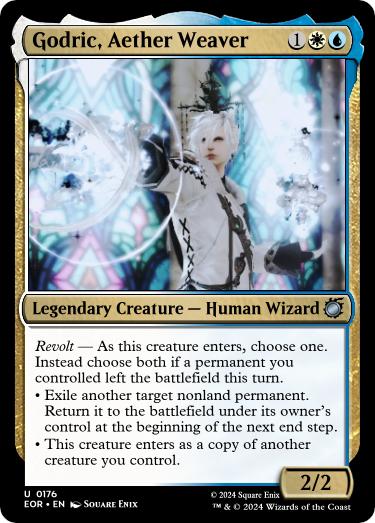 Godric, Aether Weaver 1
Legendary Creature — Human Wizard
Revolt — As this creature enters, choose one.
Instead choose both if a permanent you
controlled left the battlefield this turn.
• Exile another target nonland permanent.
Return it to the battlefield under its owner's
control at the beginning of the next end step.
• This creature enters as a copy of another
creature you control.
2/2
U 0176
EOR • EN SQUARE ENIX
© 2024 Square Enix
™ & © 2024 Wizards of the Coast